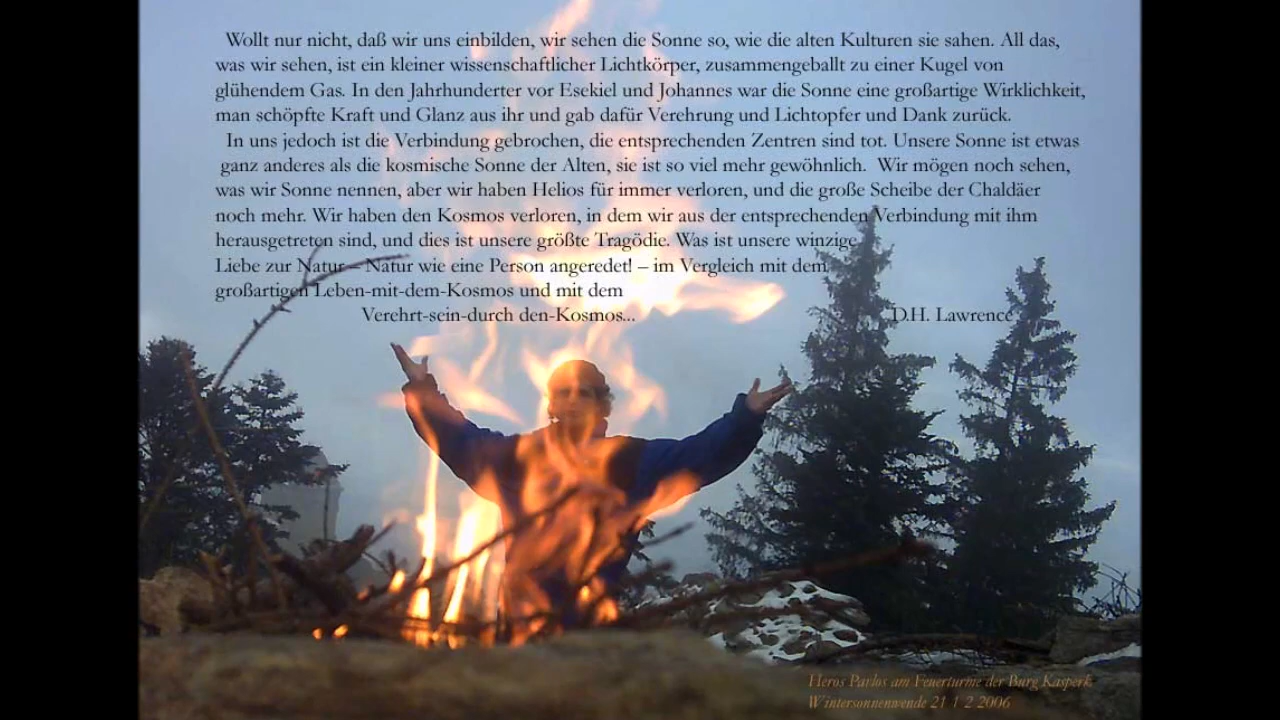 Wollt nur nicht, daß wir uns einbilden, wir sehen die Sonne so, wie die alten Kulturen sie sahen. All das,
was wir sehen, ist ein kleiner wissenschaftlicher Lichtkörper, zusammengeballt zu einer Kugel von
glühendem Gas. In den Jahrhunderter vor Esekiel und Johannes war die Sonne eine großartige Wirklichkeit,
man schöpfte Kraft und Glanz aus ihr und gab dafür Verehrung und Lichtopfer und Dank zurück.
In uns jedoch ist die Verbindung gebrochen, die entsprechenden Zentren sind tot. Unsere Sonne ist etwas
ganz anderes als die kosmische Sonne der Alten, sie ist so viel mehr gewöhnlich. Wir mögen noch sehen,
was wir Sonne nennen, aber wir haben Helios für immer verloren, und die große Scheibe der Chaldäer
noch mehr. Wir haben den Kosmos verloren, in dem wir aus der entsprechenden Verbindung mit ihm
herausgetreten sind, und dies ist unsere größte Tragödie. Was ist unsere winzige
Liebe zur Natur – Natur wie eine Person angeredet! – im Vergleich mit dem
großartigen Leben-mit-dem-Kosmos und mit dem
Verehrt-sein-durch den-Kosmos... D.H. Lawrence
Heros Pavlos am Feuerturme der Burg Kasperk
Wintersonnenwende 21 12 2006